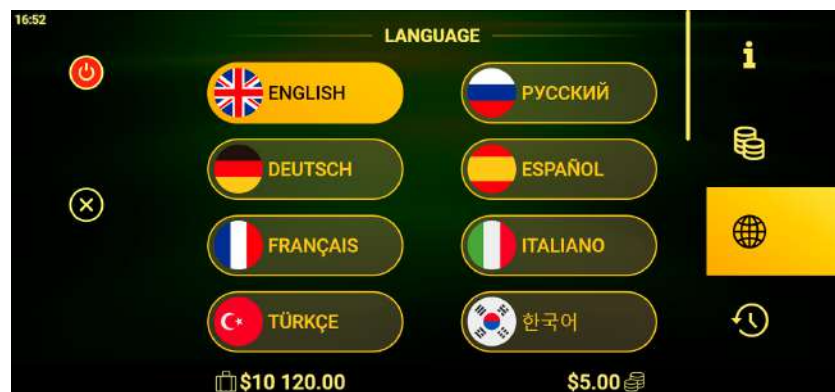 16:52
LANGUAGE
ENGLISH РУССКИЙ
DEUTSCH ESPAÑOL
FRANÇAIS ITALIANO
TÜRKÇE 한국어
$10 120.00 $5.00